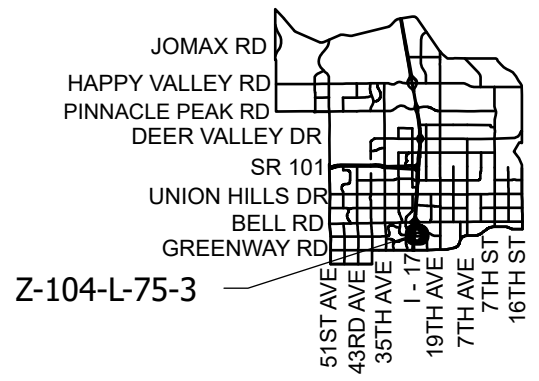 JOMAX RD
HAPPY VALLEY RD
PINNACLE PEAK RD
DEER VALLEY DR
SR 101
UNION HILLS DR
BELL RD
GREENWAY RD
Z-104-L-75-3
51ST AVE
43RD AVE
35TH AVE
I - 17
19TH AVE
7TH AVE
7TH ST
16TH ST